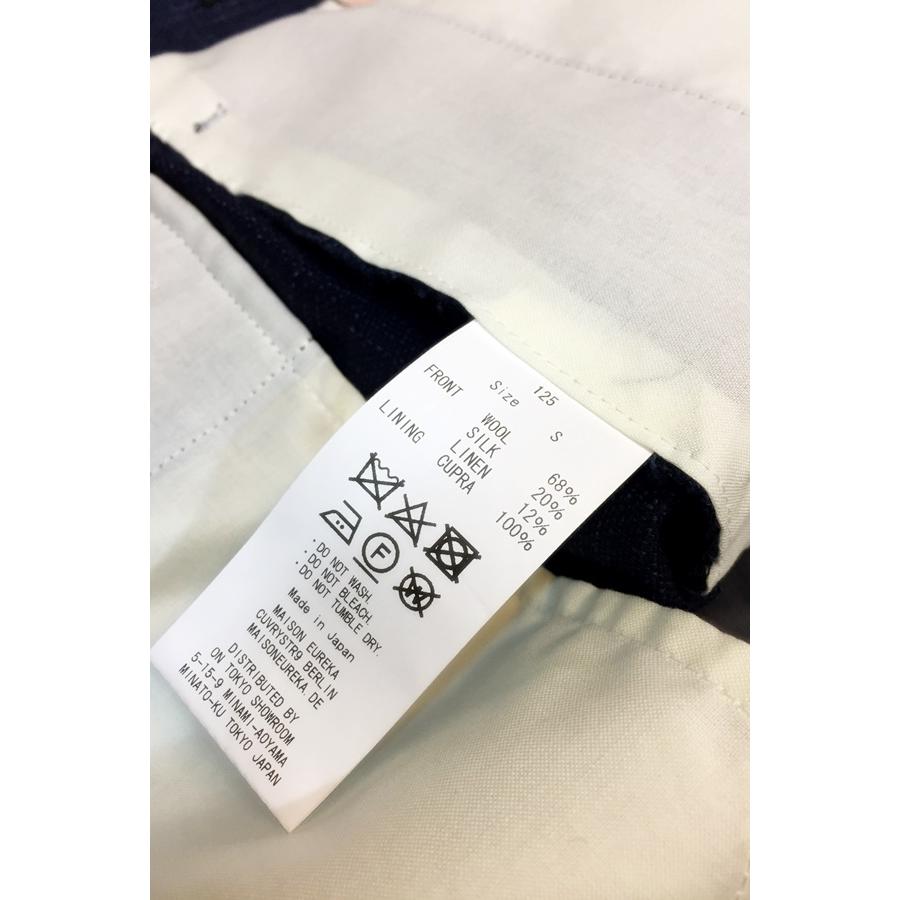 125
Size S
FRONT WOOL 68%
SILK 20%
LINEN 12%
LINING CUPRA 100%
F
W
:DO NOT WASH.
:DO NOT BLEACH.
:DO NOT TUMBLE DRY.
Made in Japan
MAISON EUREKA
CUVRYSTR9 BERLIN
MAISONEUREKA.DE
DISTRIBUTED BY
ON TOKYO SHOWROOM
5-15-9 MINAMI-AOYAMA
MINATO-KU TOKYO JAPAN